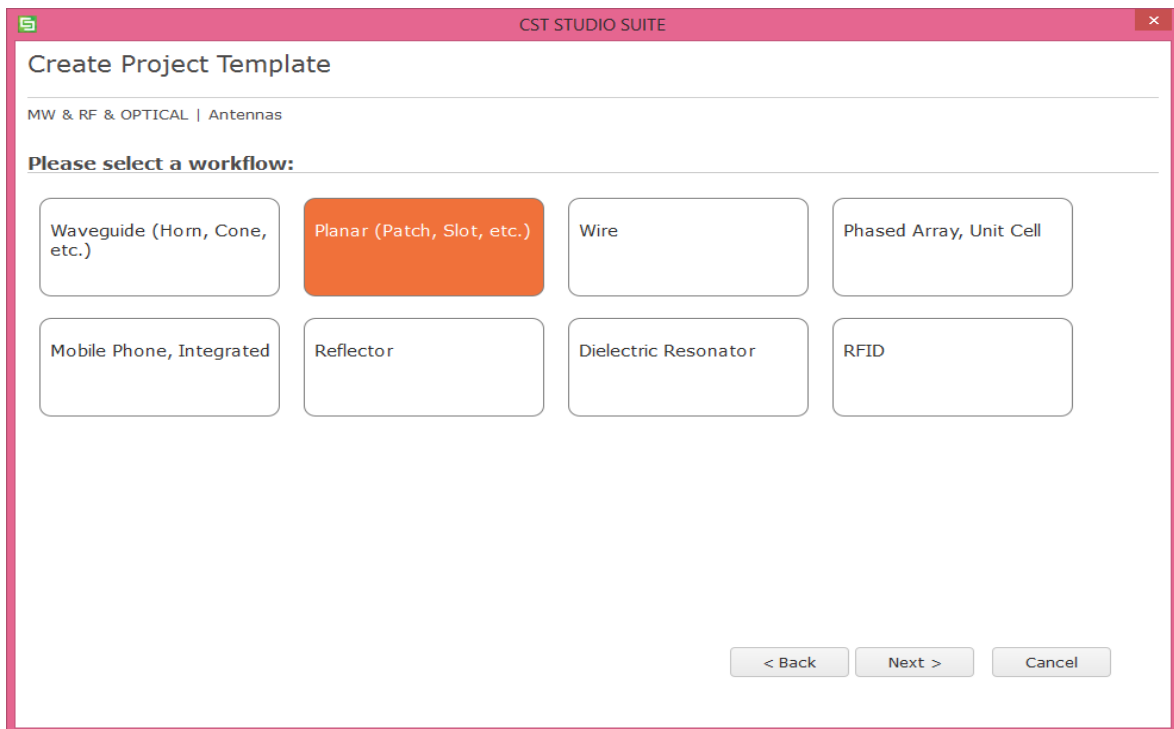 CST STUDIO SUITE
Create Project Template
MW & RF & OPTICAL | Antennas
Please select a workflow:
Waveguide (Horn, Cone,
etc.)
Planar (Patch, Slot, etc.)
Wire
Phased Array, Unit Cell
Mobile Phone, Integrated
Reflector
Dielectric Resonator
RFID
< Back
Next >
Cancel